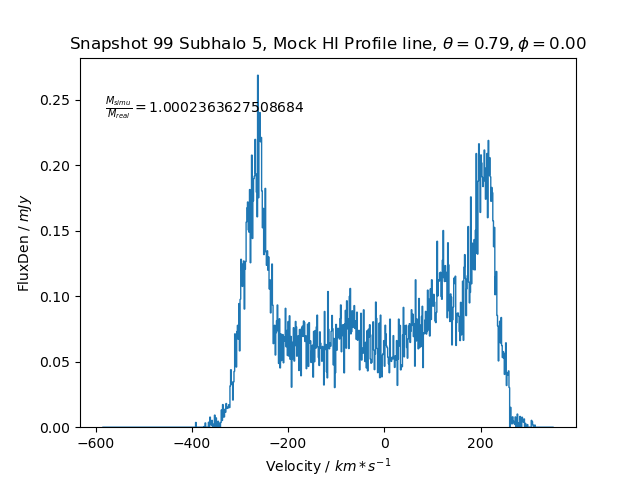 Snapshot 99 Subhalo 5, Mock HI Profile line, θ = 0.79, ϕ = 0.00
M_simu/M_real = 1.0002363627508684
FluxDen / mJy
0.25
0.20
0.15
0.10
0.05
0.00
−600 −400 −200 0 200
Velocity / km * s⁻¹